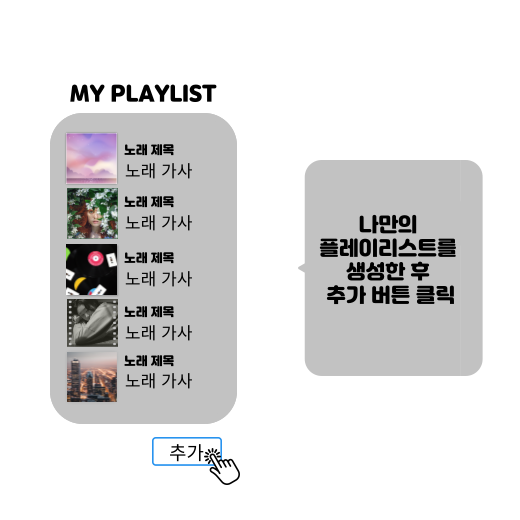 MY PLAYLIST
노래 제목
노래 가사
노래 제목
노래 가사
노래 제목
노래 가사
노래 제목
노래 가사
노래 제목
노래 가사
추가
나만의
플레이리스트를
생성한 후
추가 버튼 클릭